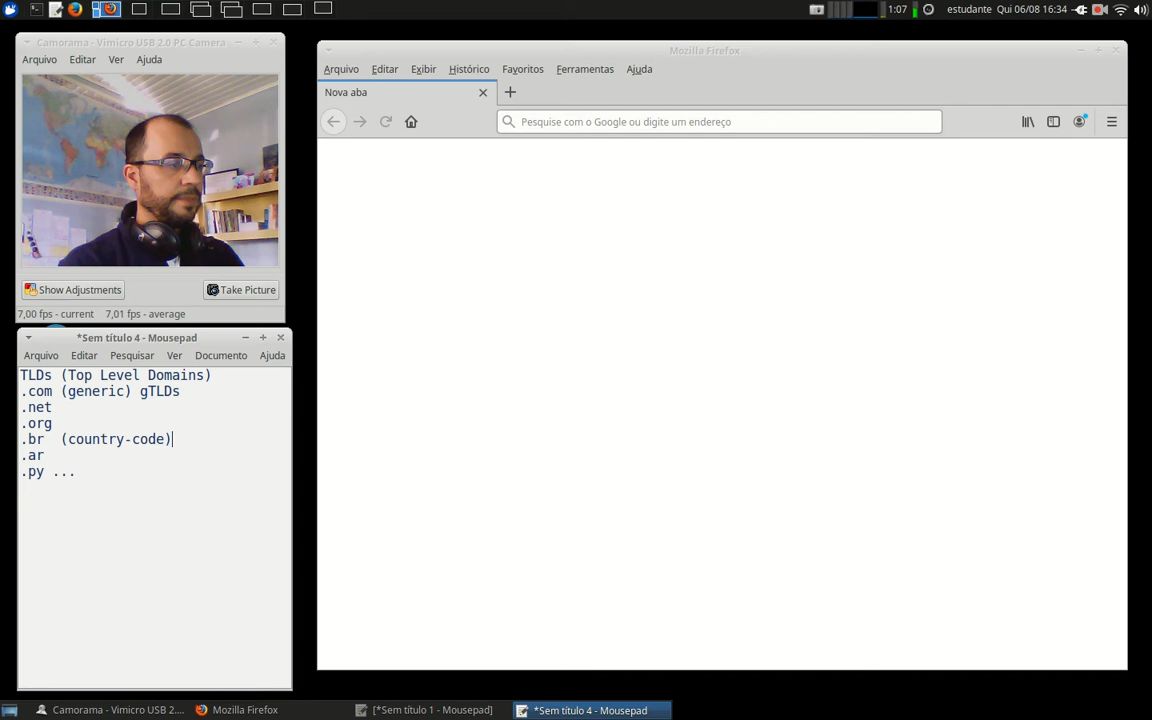 1:07
estudante Qui 06/08 16:34
Camorama - Vimicro USB 2.0 PC Camera
Arquivo Editar Ver Ajuda
Show Adjustments Take Picture
7,00 fps - current 7,01 fps - average
*Sem título 4 - Mousepad
Arquivo Editar Pesquisar Ver Documento Ajuda
TLDs (Top Level Domains)
.com (generic) gTLDs
.net
.org
.br (country-code)
.ar
.py ...
Mozilla Firefox
Arquivo Editar Exibir Histórico Favoritos Ferramentas Ajuda
Nova aba
Pesquise com o Google ou digite um endereço
Camorama - Vimicro USB 2....
Mozilla Firefox
[*Sem título 1 - Mousepad]
*Sem título 4 - Mousepad